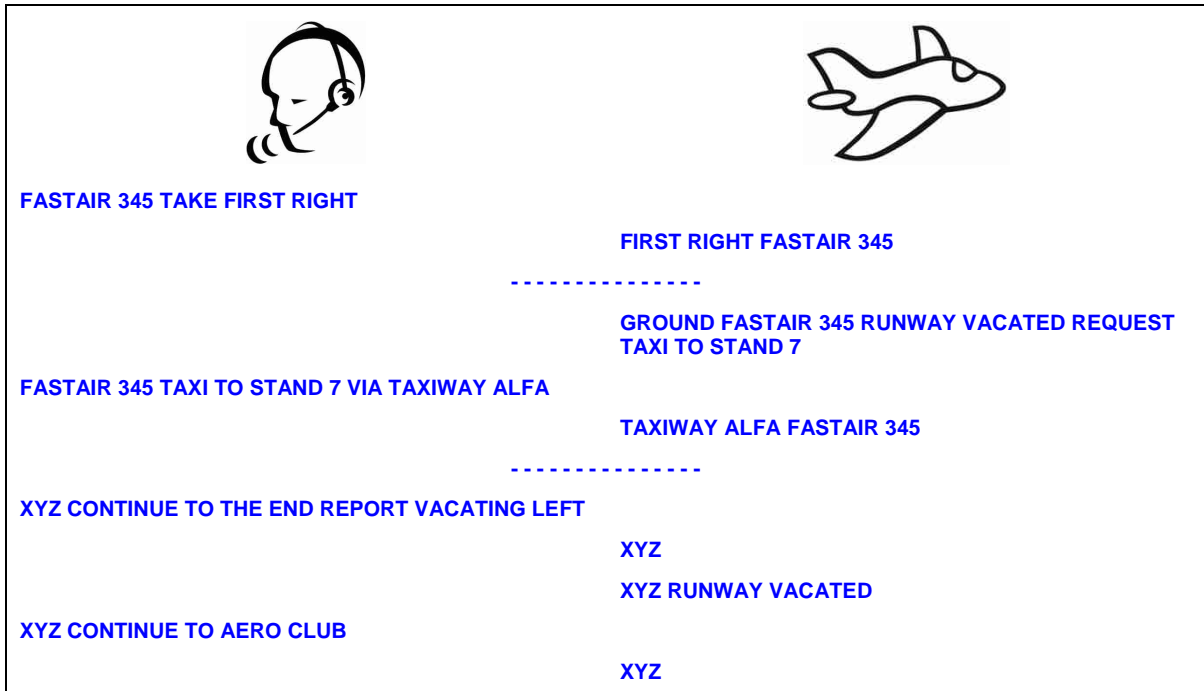 FASTAIR 345 TAKE FIRST RIGHT
FIRST RIGHT FASTAIR 345
- - - - - - - - - - - - - - -
GROUND FASTAIR 345 RUNWAY VACATED REQUEST
TAXI TO STAND 7
FASTAIR 345 TAXI TO STAND 7 VIA TAXIWAY ALFA
TAXIWAY ALFA FASTAIR 345
- - - - - - - - - - - - - - -
XYZ CONTINUE TO THE END REPORT VACATING LEFT
XYZ
XYZ RUNWAY VACATED
XYZ CONTINUE TO AERO CLUB
XYZ